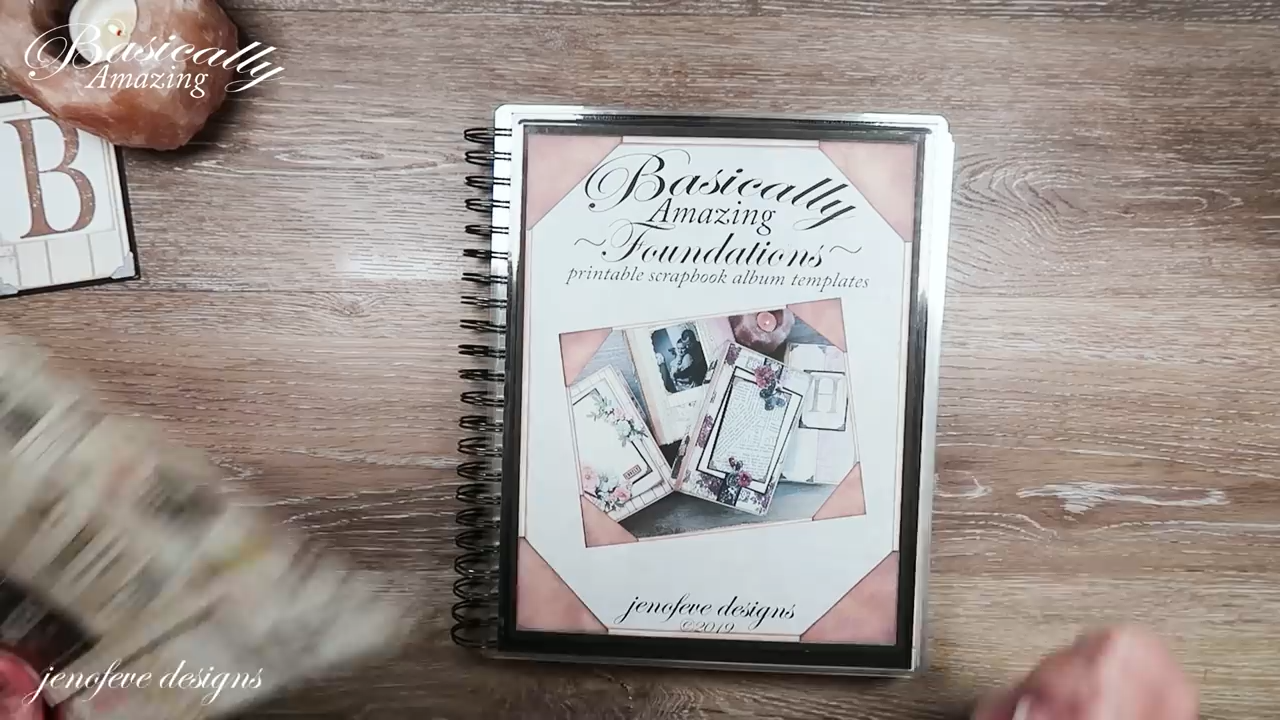 Basically
Amazing
B
Basically
Amazing
~Foundations~
printable scrapbook album templates
H
jenofeve designs
©2019
jenofeve designs